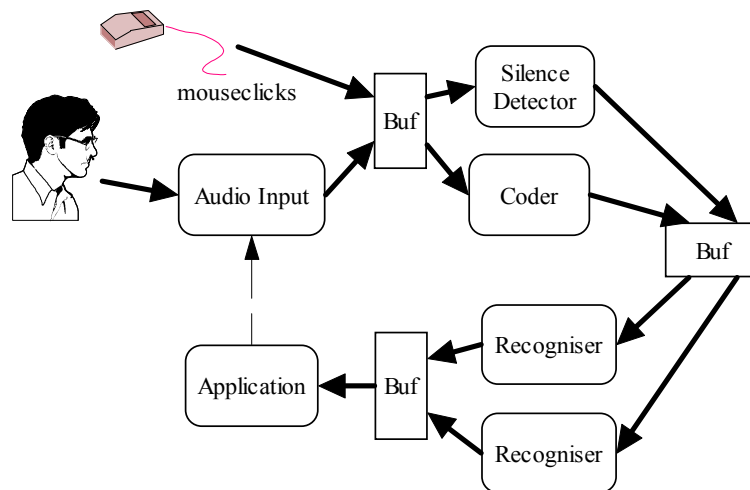 mouseclicks
Silence
Detector
Buf
Audio Input
Coder
Buf
Recogniser
Application
Buf
Recogniser